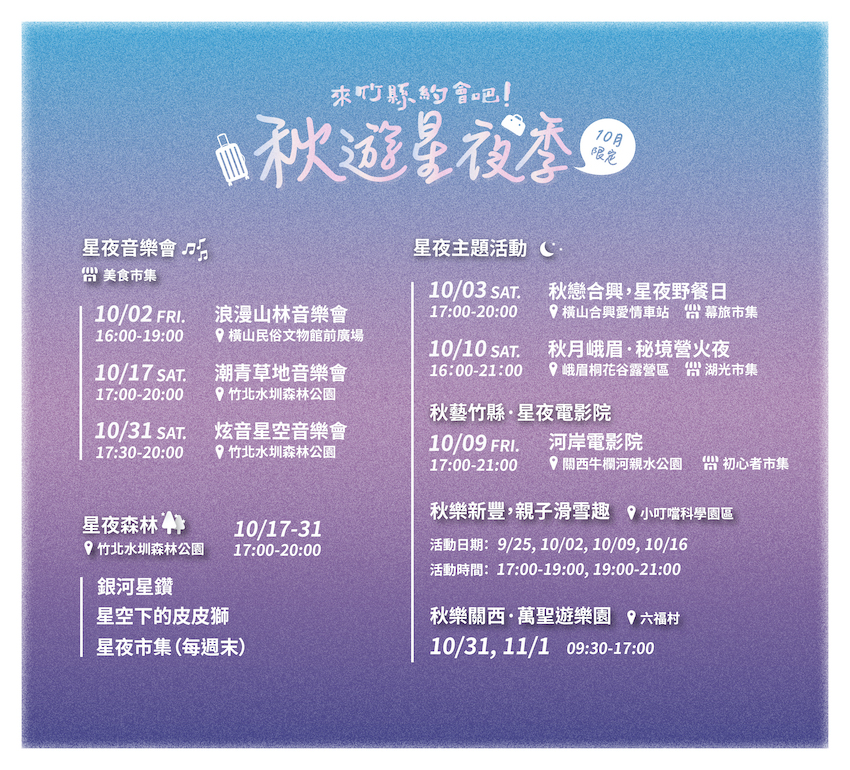 來竹縣約會吧!
秋遊星夜季
10月
限定
星夜音樂會
美食市集
10/02 FRI. 浪漫山林音樂會
16:00-19:00 橫山民俗文物館前廣場
10/17 SAT. 潮青草地音樂會
17:00-20:00 竹北水圳森林公園
10/31 SAT. 炫音星空音樂會
17:30-20:00 竹北水圳森林公園
星夜森林 10/17-31
竹北水圳森林公園 17:00-20:00
銀河星鑽
星空下的皮皮獅
星夜市集(每週末)
星夜主題活動
10/03 SAT. 秋戀合興,星夜野餐日
17:00-20:00 橫山合興愛情車站 幕旅市集
10/10 SAT. 秋月峨眉·秘境營火夜
16:00-21:00 峨眉桐花谷露營區 湖光市集
秋藝竹縣·星夜電影院
10/09 FRI. 河岸電影院
17:00-21:00 關西牛欄河親水公園 初心者市集
秋樂新豐,親子滑雪趣 小叮噹科學園區
活動日期: 9/25, 10/02, 10/09, 10/16
活動時間: 17:00-19:00, 19:00-21:00
秋樂關西·萬聖遊樂園 六福村
10/31, 11/1 09:30-17:00